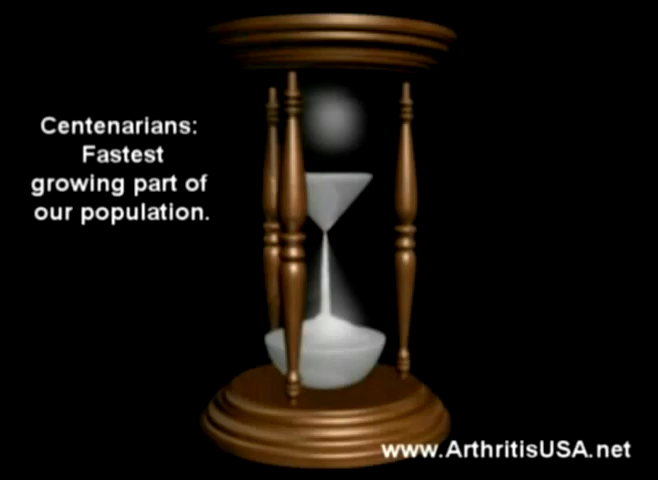 Centenarians:
Fastest
growing part of
our population.
www.ArthritisUSA.net